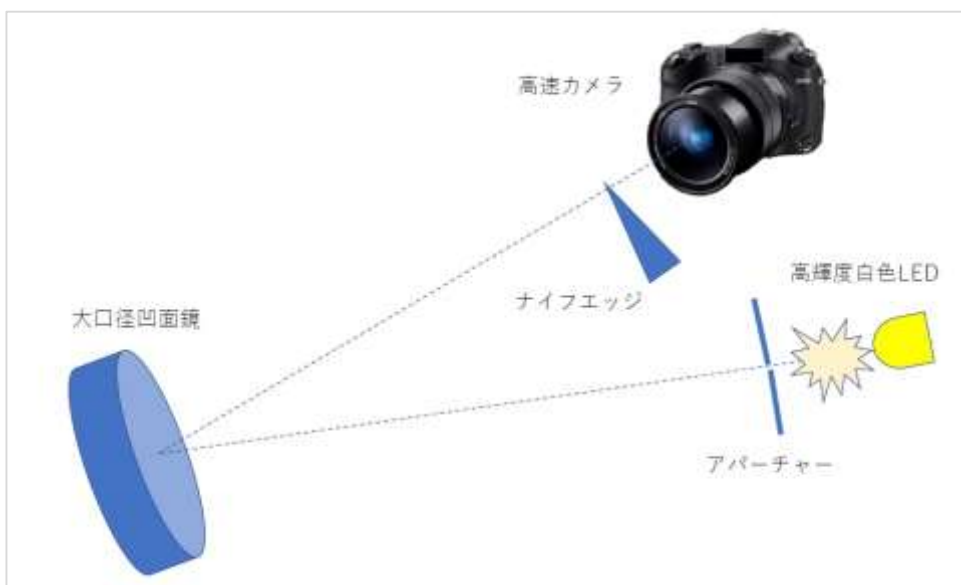 高速カメラ
高輝度白色LED
ナイフエッジ
大口径凹面鏡
アパーチャー